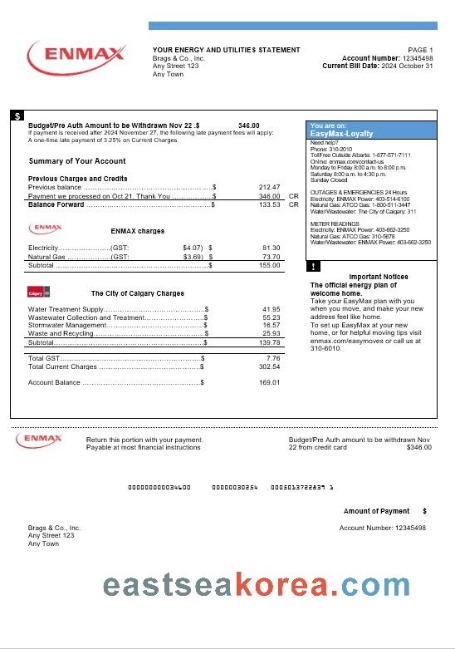 ENMAX
YOUR ENERGY AND UTILITIES STATEMENT
Brags & Co., Inc.
Any Street 123
Any Town
PAGE 1
Account Number: 12345498
Current Bill Date: 2024 October 31
$
Budget/Pre Auth Amount to be Withdrawn Nov 22 .$ 346.00
If payment is received after 2024 November 27, the following late payment fees will apply:
A one-time late payment of 3.25% on Current Charges.
Summary of Your Account
Previous Charges and Credits
Previous balance ...$ 212.47
Payment we processed on Oct 21. Thank You ...$ 346.00 CR
Balance Forward ...$ 133.53 CR
ENMAX
ENMAX charges
Electricity...(GST: $4.07) $ 81.30
Natural Gas ...(GST: $3.69) $ 73.70
Subtotal ...$ 155.00
Calgary
The City of Calgary Charges
Water Treatment Supply...$ 41.95
Wastewater Collection and Treatment...$ 55.23
Stormwater Management...$ 16.57
Waste and Recycling...$ 25.93
Subtotal...$ 139.78
Total GST...$ 7.76
Total Current Charges ...$ 302.54
Account Balance ...$ 169.01
You are on:
EasyMax-Loyalty
Need help?
Phone: 310-2010
TollFree Outside Alberta: 1-877-571-7111
Online: enmax.com/contact-us
Monday to Friday 8:00 a.m. to 8:00 p.m.
Saturday 8:00 a.m. to 4:30 p.m.
Sunday Closed
OUTAGES & EMERGENCIES 24 Hours
Electricity: ENMAX Power: 403-514-6100
Natural Gas: ATCO Gas: 1-800-511-3447
Water/Wastewater: The City of Calgary: 311
METER READINGS
Electricity: ENMAX Power: 403-662-3250
Natural Gas: ATCO Gas: 310-5678
Water/Wastewater: ENMAX Power: 403-662-3250
!
Important Notices
The official energy plan of
welcome home.
Take your EasyMax plan with you
when you move, and make your new
address feel like home.
To set up EasyMax at your new
home, or for helpful moving tips visit
enmax.com/easymoves or call us at
310-6010.
ENMAX
Return this portion with your payment.
Payable at most financial instructions
Budget/Pre Auth amount to be withdrawn Nov
22 from credit card $346.00
Amount of Payment $
Brags & Co., Inc.
Any Street 123
Any Town
Account Number: 12345498
eastseakorea.com